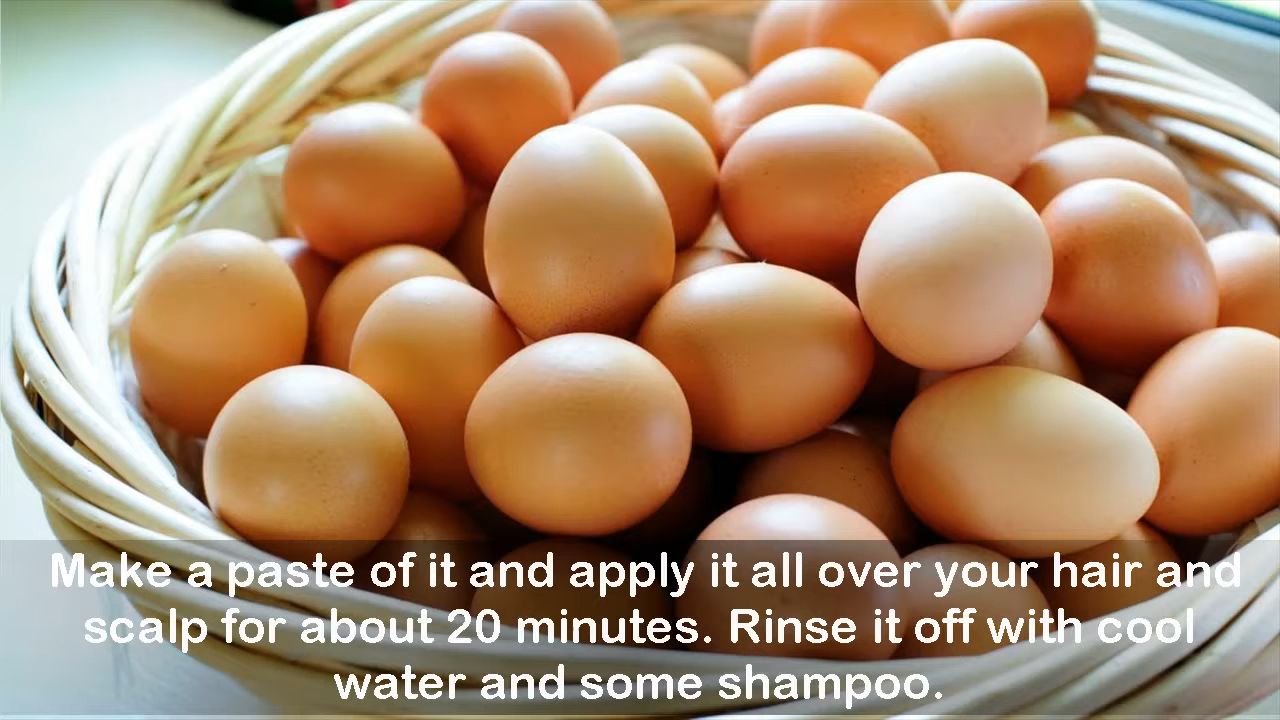 Make a paste of it and apply it all over your hair and
scalp for about 20 minutes. Rinse it off with cool
water and some shampoo.